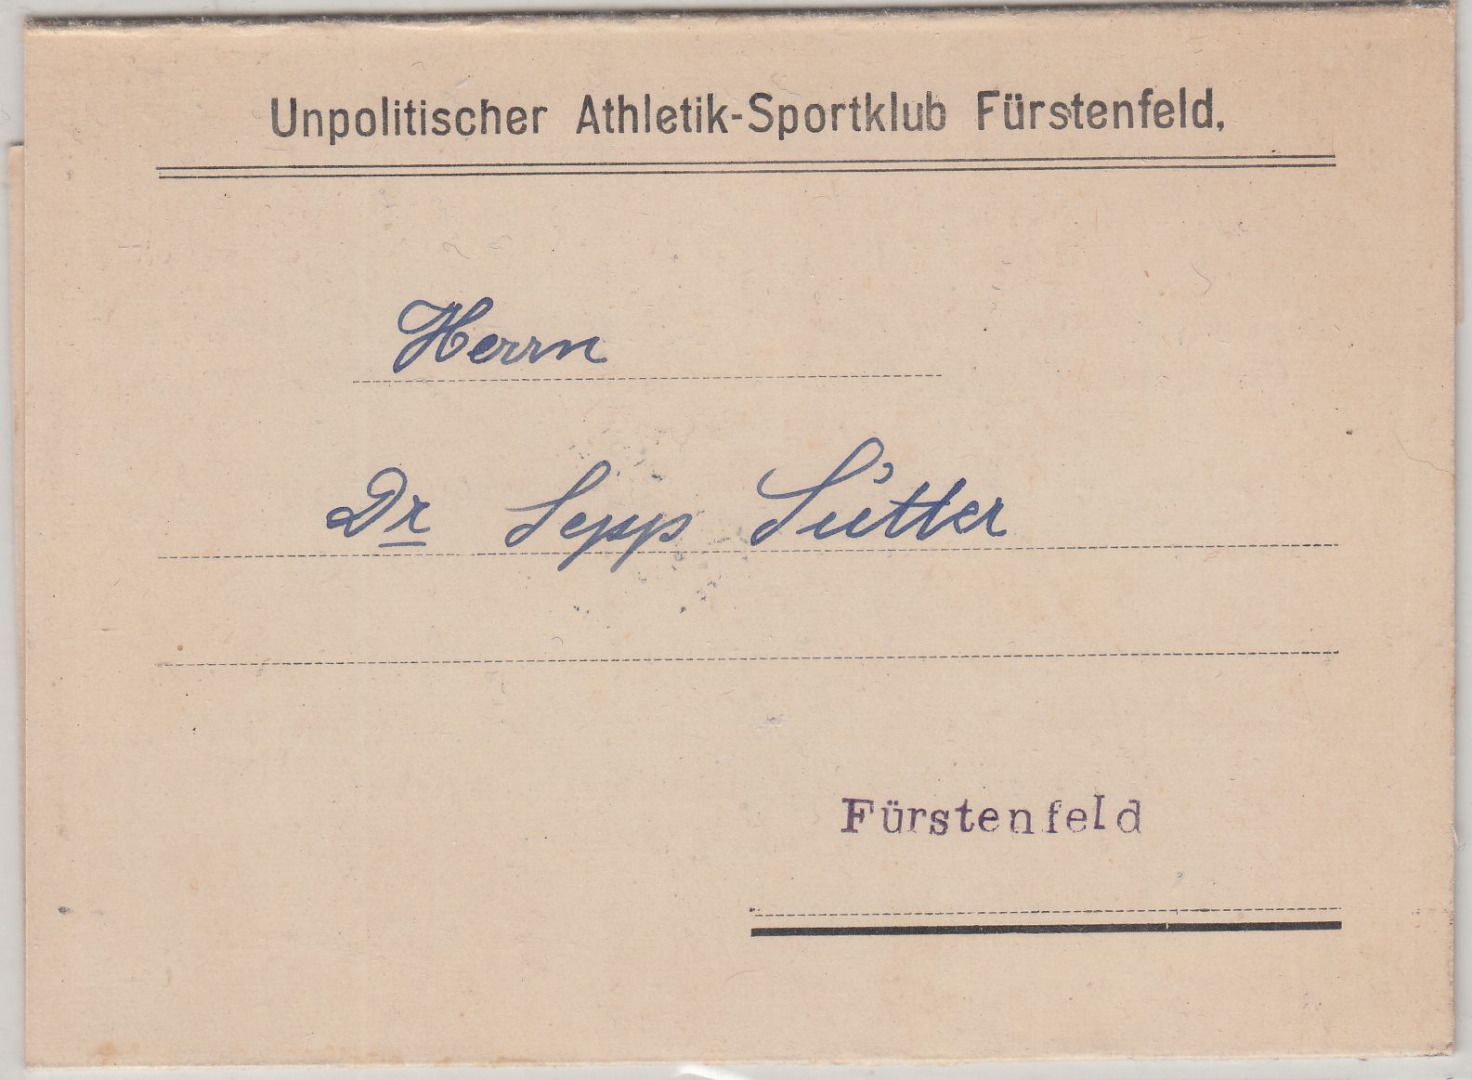 Unpolitischer Athletik-Sportklub Fürstenfeld,
Herrn
Dr Sepp Sutter
Fürstenfeld